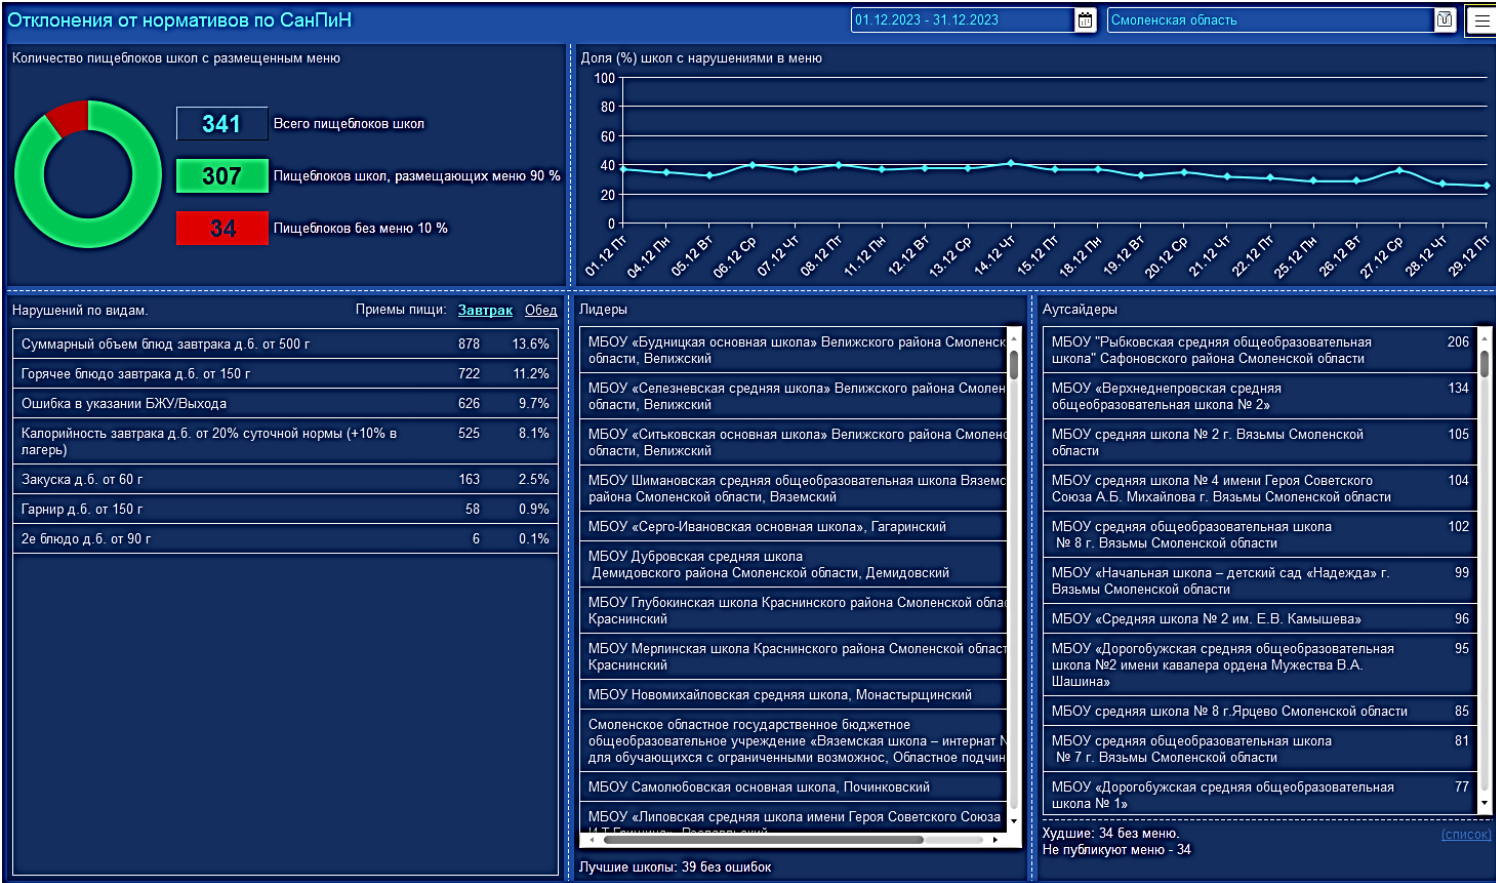 Отклонения от нормативов по СанПиН
01.12.2023 - 31.12.2023
Смоленская область
Количество пищеблоков школ с размещенным меню
341
Всего пищеблоков школ
307
Пищеблоков школ, размещающих меню 90 %
34
Пищеблоков без меню 10 %
Доля (%) школ с нарушениями в меню
100
80
60
40
20
0
01.12 Пт
04.12 Пн
05.12 Вт
06.12 Ср
07.12 Чт
08.12 Пт
11.12 Пн
12.12 Вт
13.12 Ср
14.12 Чт
15.12 Пт
18.12 Пн
19.12 Вт
20.12 Ср
21.12 Чт
22.12 Пт
25.12 Пн
26.12 Вт
27.12 Ср
28.12 Чт
29.12 Пт
Нарушений по видам. Приемы пищи: Завтрак Обед
Суммарный объем блюд завтрака д.б. от 500 г 878 13.6%
Горячее блюдо завтрака д.б. от 150 г 722 11.2%
Ошибка в указании БЖУ/Выхода 626 9.7%
Калорийность завтрака д.б. от 20% суточной нормы (+10% в 525 8.1%
лагерь)
Закуска д.б. от 60 г 163 2.5%
Гарнир д.б. от 150 г 58 0.9%
2е блюдо д.б. от 90 г 6 0.1%
Лидеры
МБОУ «Будницкая основная школа» Велижского района Смоленск
области, Велижский
МБОУ «Селезневская средняя школа» Велижского района Смолен
области, Велижский
МБОУ «Ситьковская основная школа» Велижского района Смоленс
области, Велижский
МБОУ Шимановская средняя общеобразовательная школа Вяземс
района Смоленской области, Вяземский
МБОУ «Серго-Ивановская основная школа», Гагаринский
МБОУ Дубровская средняя школа
Демидовского района Смоленской области, Демидовский
МБОУ Глубокинская школа Краснинского района Смоленской облас
Краснинский
МБОУ Мерлинская школа Краснинского района Смоленской област
Краснинский
МБОУ Новомихайловская средняя школа, Монастырщинский
Смоленское областное государственное бюджетное
общеобразовательное учреждение «Вяземская школа – интернат №
для обучающихся с ограниченными возможнос, Областное подчин
МБОУ Самолюбовская основная школа, Починковский
МБОУ «Липовская средняя школа имени Героя Советского Союза
Лучшие школы: 39 без ошибок
Аутсайдеры
МБОУ "Рыбковская средняя общеобразовательная 206
школа" Сафоновского района Смоленской области
МБОУ «Верхнеднепровская средняя 134
общеобразовательная школа № 2»
МБОУ средняя школа № 2 г. Вязьмы Смоленской 105
области
МБОУ средняя школа № 4 имени Героя Советского 104
Союза А.Б. Михайлова г. Вязьмы Смоленской области
МБОУ средняя общеобразовательная школа 102
№ 8 г. Вязьмы Смоленской области
МБОУ «Начальная школа – детский сад «Надежда» г. 99
Вязьмы Смоленской области
МБОУ «Средняя школа № 2 им. Е.В. Камышева» 96
МБОУ «Дорогобужская средняя общеобразовательная 95
школа №2 имени кавалера ордена Мужества В.А.
Шашина»
МБОУ средняя школа № 8 г.Ярцево Смоленской области 85
МБОУ средняя общеобразовательная школа 81
№ 7 г. Вязьмы Смоленской области
МБОУ «Дорогобужская средняя общеобразовательная 77
школа № 1»
Худшие: 34 без меню. (список)
Не публикуют меню - 34